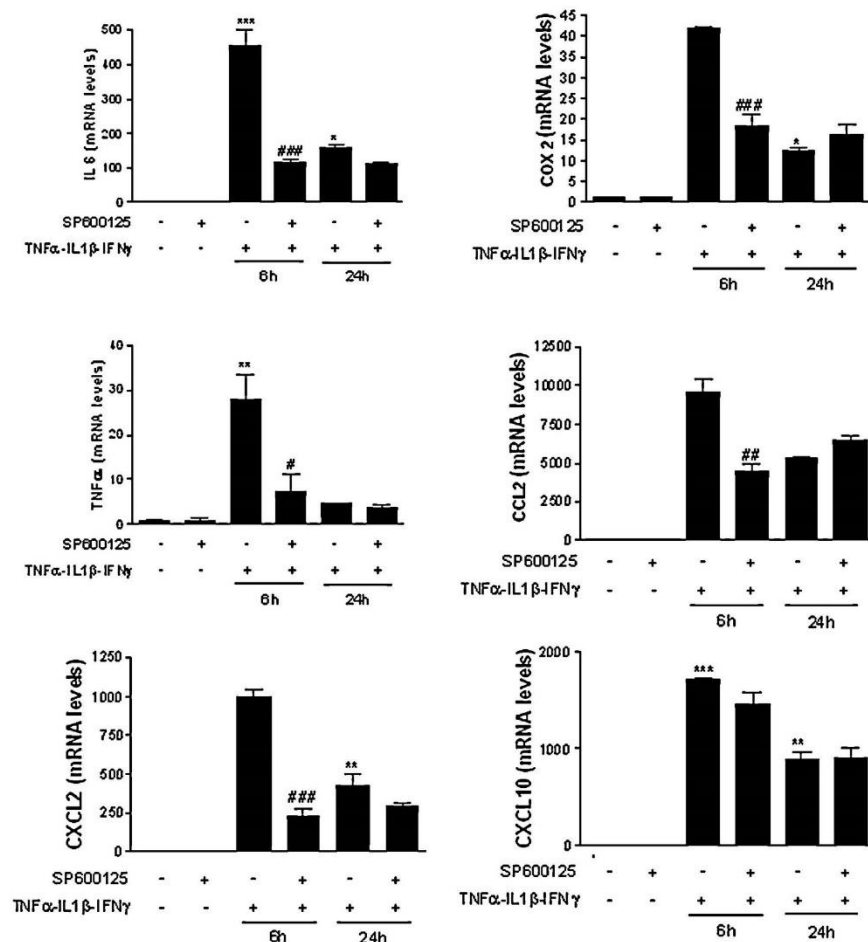 IL 6 (mRNA levels)
500
400
300
200
100
0
***
###
*
SP600125 - + - + - +
TNFα-IL1β-IFNγ - - + + + +
6h 24h
COX 2 (mRNA levels)
45
40
35
30
25
20
15
10
5
0
###
*
SP600125 - + - + - +
TNFα-IL1β-IFNγ - - + + + +
6h 24h
TNFα (mRNA levels)
40
30
20
10
0
**
#
SP600125 - + - + - +
TNFα-IL1β-IFNγ - - + + + +
6h 24h
CCL2 (mRNA levels)
12500
10000
7500
5000
2500
0
##
SP600125 - + - + - +
TNFα-IL1β-IFNγ - - + + + +
6h 24h
CXCL2 (mRNA levels)
1250
1000
750
500
250
0
###
**
SP600125 - + - + - +
TNFα-IL1β-IFNγ - - + + + +
6h 24h
CXCL10 (mRNA levels)
2000
1000
0
***
**
SP600125 - + - + - +
TNFα-IL1β-IFNγ - - + + + +
6h 24h